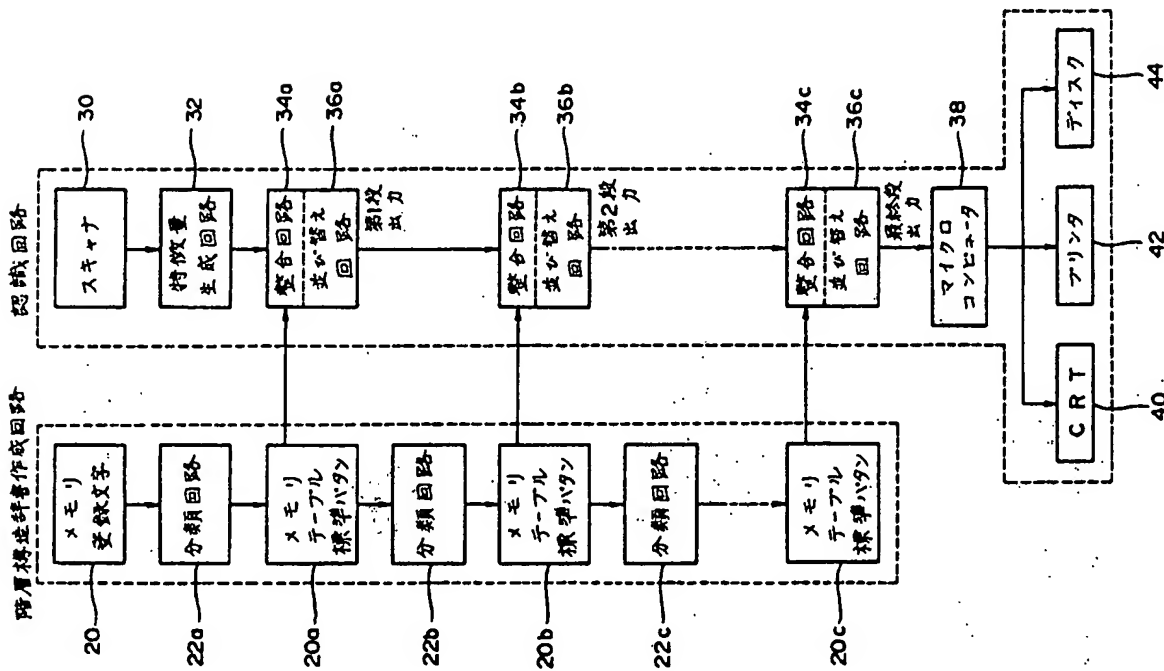 階層構造辞書作成回路
メモリ
登録文字
20
分類回路
22a
メモリ
テーブル
標準パタン
20a
分類回路
22b
メモリ
テーブル
標準パタン
20b
分類回路
22c
メモリ
テーブル
標準パタン
20c
認識回路
スキャナ
30
特徴量
生成回路
32
整合回路
34a
並び替え
回路
36a
第1段
出力
整合回路
34b
並び替え
回路
36b
第2段
出力
整合回路
34c
並び替え
回路
36c
最終段
出力
マイクロ
コンピュータ
38
CRT
40
プリンタ
42
ディスク
44